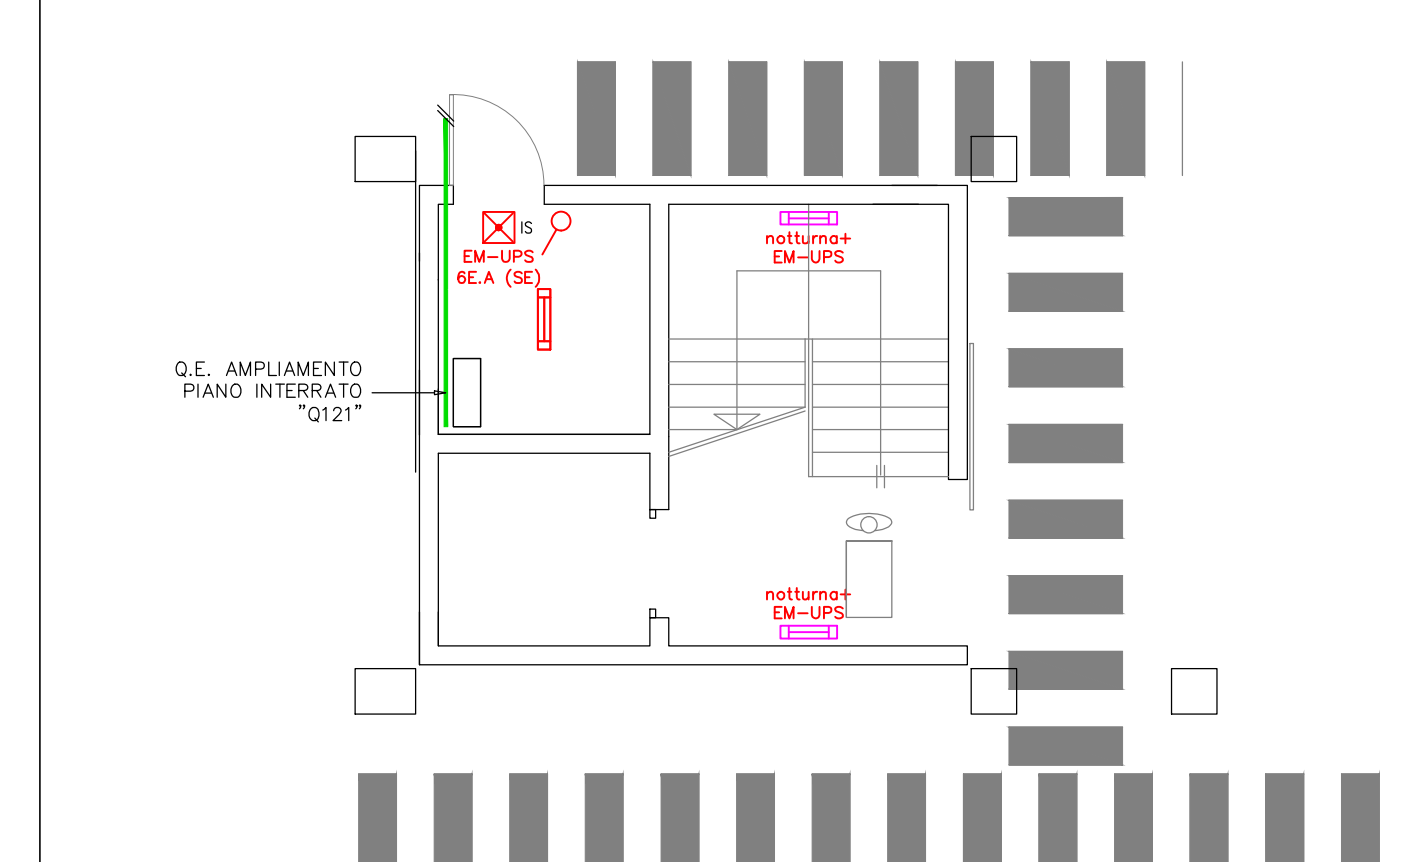 IS
EM-UPS
6E.A (SE)
notturna+
EM-UPS
Q.E. AMPLIAMENTO
PIANO INTERRATO
"Q121"
notturna+
EM-UPS